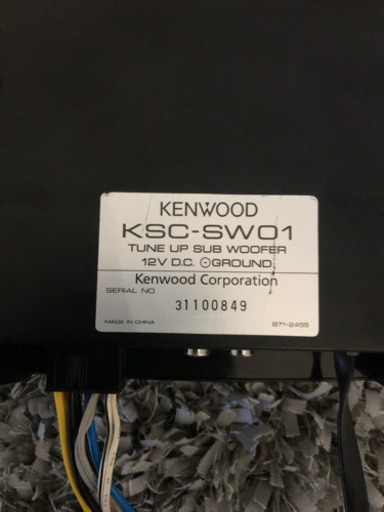 KENWOOD
KSC-SW01
TUNE UP SUB WOOFER
12V D.C. ⊖GROUND
Kenwood Corporation
SERIAL NO.
31100849
MADE IN CHINA B71-2455